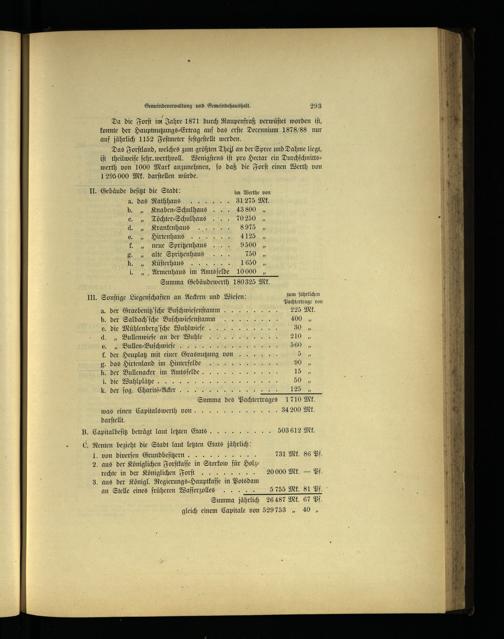 Gemeindeverwaltung und Gemeindehaushalt. 293
Da die Forst im Jahre 1871 durch Raupenfraß verwüstet worden ist,
konnte der Hauptnutzungs-Ertrag auf das erste Decennium 1878/88 nur
auf jährlich 1152 Festmeter festgestellt werden.
Das Forstland, welches zum größten Theil an der Spree und Dahme liegt,
ist theilweise sehr werthvoll. Wenigstens ist pro Hectar ein Durchschnitts-
werth von 1000 Mark anzunehmen, so daß die Forst einen Werth von
1 295 000 Mk. darstellen würde.
II. Gebäude besitzt die Stadt: im Werthe von
a. das Rathhaus . . . . . . 31 275 Mk.
b. „ Knaben-Schulhaus . . . 43 800 „
c. „ Töchter-Schulhaus . . . 70 250 „
d. „ Krankenhaus . . . . 8 975 „
e. „ Hirtenhaus . . . . . 4 125 „
f. „ neue Spritzenhaus . . . 9 500 „
g. „ alte Spritzenhaus . . . 750 „
h. „ Küsterhaus . . . . . 1 650 „
i. „ Armenhaus im Amtsfelde 10 000 „
Summa Gebäudewerth 180 325 Mk.
III. Sonstige Liegenschaften an Aeckern und Wiesen: zum jährlichen
Pachtertrage von
a. der Graebenitz'sche Buschwiesenstamm . . . . . . . . 225 Mk.
b. der Saldbach'sche Buschwiesenstamm . . . . . . . . 400 „
c. die Mühlenberg'sche Wuhlwiese . . . . . . . . . 30 „
d. „ Bullenwiese an der Wuhle . . . . . . . . . 210 „
e. „ Bullen-Buschwiese . . . . . . . . . . . . 560 „
f. der Heuplatz mit einer Grasnutzung von . . . . . . 5 „
g. das Hirtenland im Hinterfelde . . . . . . . . . 90 „
h. der Bullenacker im Amtsfelde . . . . . . . . . . 15 „
i. die Wahlplätze . . . . . . . . . . . . . . 50 „
k. der sog. Charité-Acker . . . . . . . . . . . . 125 „
Summa des Pachtertrages 1 710 Mk.
was einen Capitalswerth von . . . . . . . . . . . . 34 200 Mk.
darstellt.
B. Capitalbesitz beträgt laut letzten Etats . . . . . . . . . 503 612 Mk.
C. Renten bezieht die Stadt laut letzten Etats jährlich:
1. von diversen Grundbesitzern . . . . . . . . . . 731 Mk. 86 Pf.
2. aus der Königlichen Forstkasse in Storkow für Holz-
rechte in der Königlichen Forst . . . . . . . . 20 000 — Pf.
3. aus der Königl. Regierungs-Hauptkasse in Potsdam
an Stelle eines früheren Wasserzolles . . . . . 5 755 Mk. 81 Pf.
Summa jährlich 26 487 Mk. 67 Pf.
gleich einem Capitale von 529 753 „ 40 „